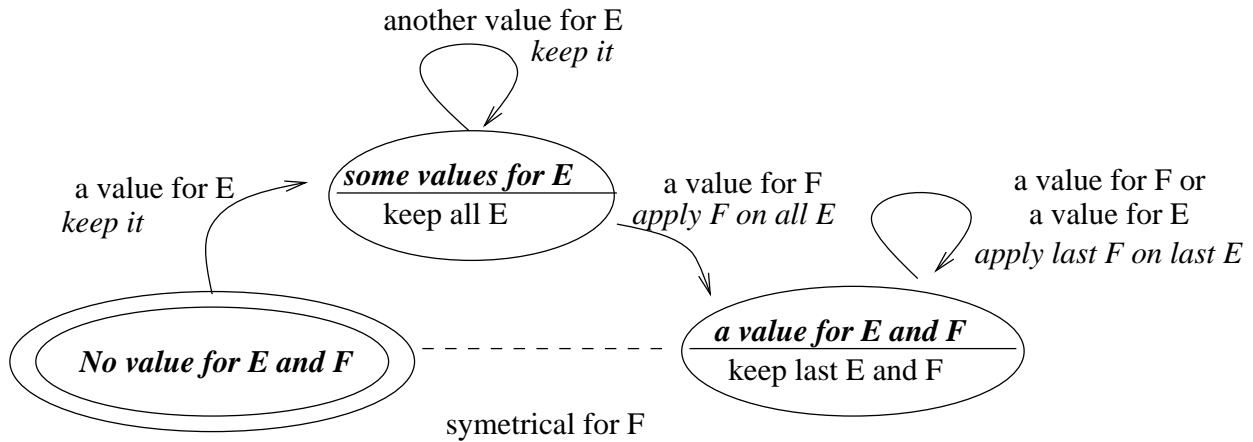 another value for E
keep it
some values for E
keep all E
a value for E
keep it
a value for F
apply F on all E
a value for F or
a value for E
apply last F on last E
No value for E and F
a value for E and F
keep last E and F
symetrical for F